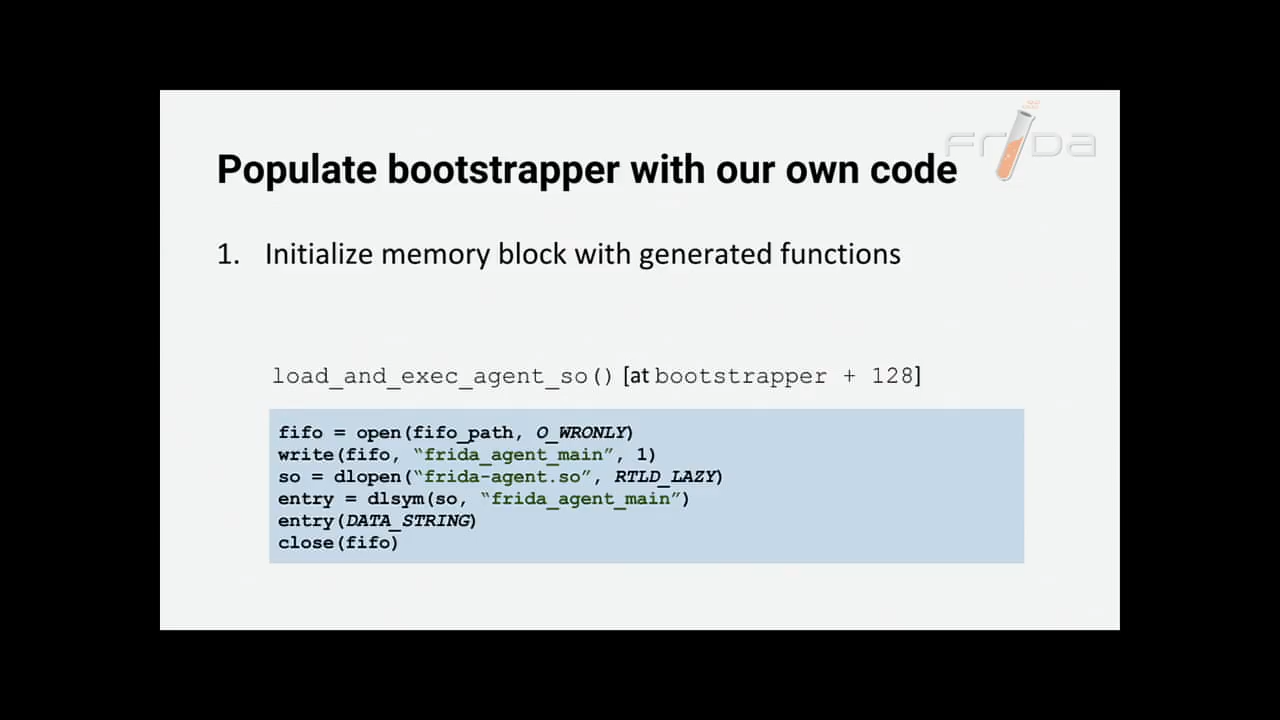 FRIDA
Populate bootstrapper with our own code
1. Initialize memory block with generated functions
load_and_exec_agent_so() [at bootstrapper + 128]
fifo = open(fifo_path, O_WRONLY)
write(fifo, “frida_agent_main”, 1)
so = dlopen(“frida-agent.so”, RTLD_LAZY)
entry = dlsym(so, “frida_agent_main”)
entry(DATA_STRING)
close(fifo)